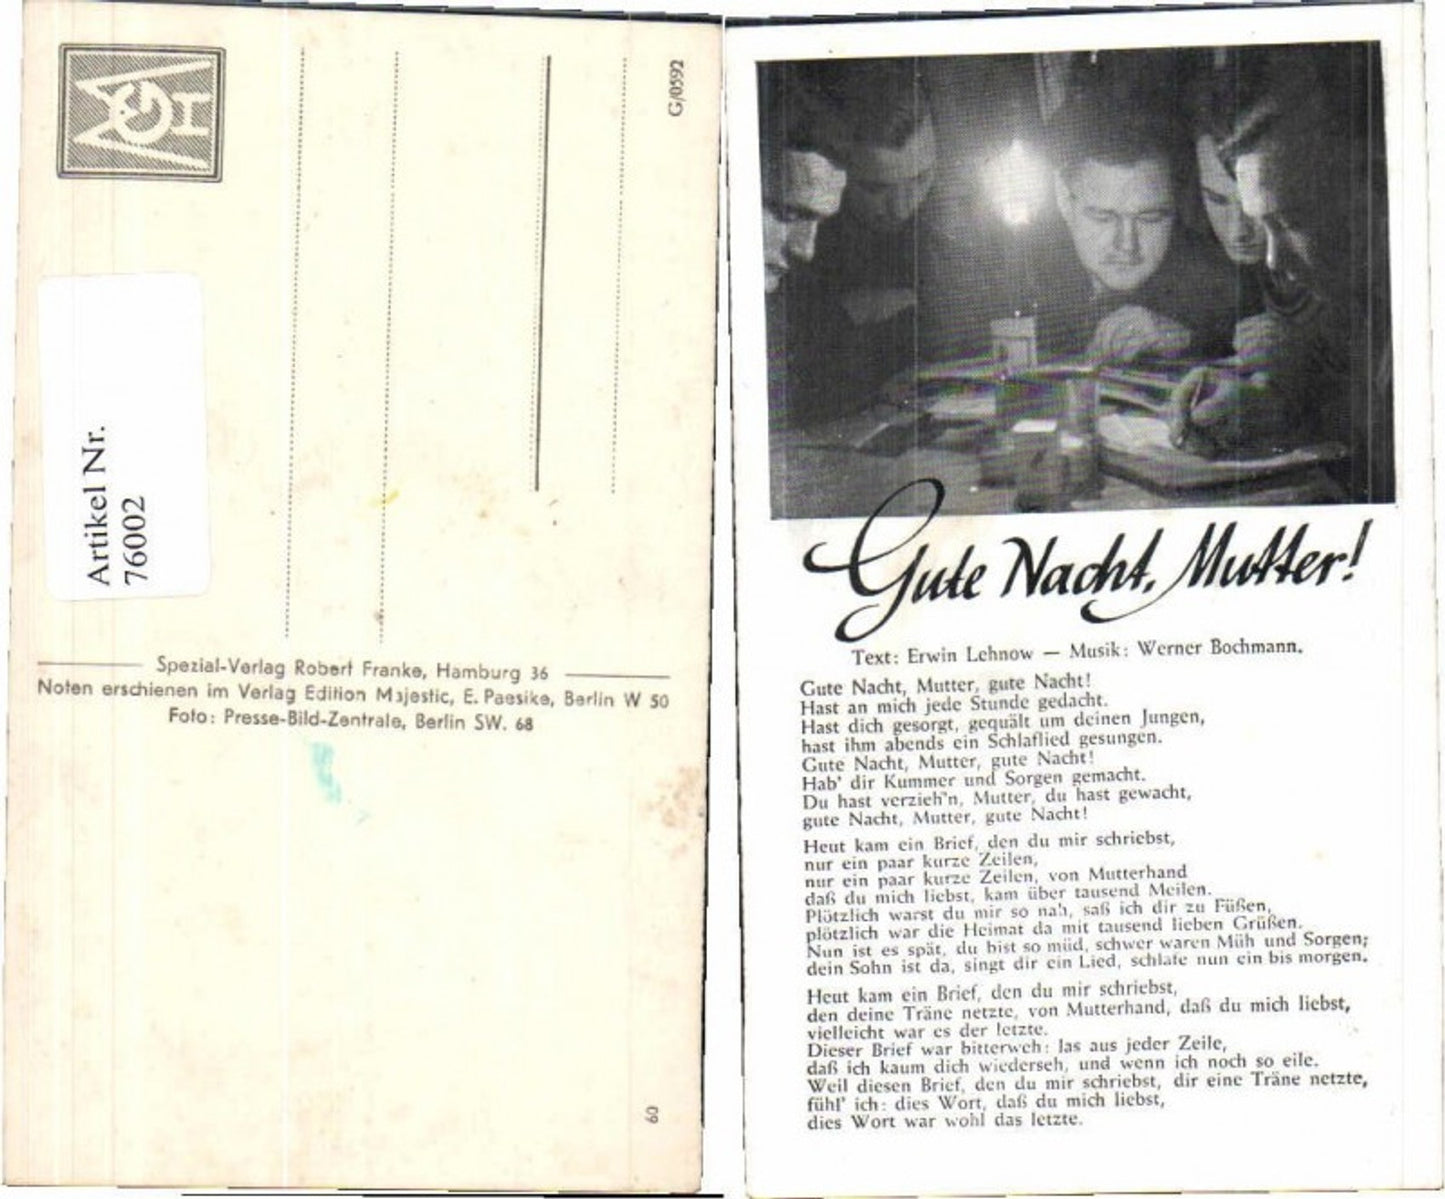 AGH
G/0592
Artikel Nr.
76002
Spezial-Verlag Robert Franke, Hamburg 36
Noten erschienen im Verlag Edition Majestic, E. Paesike, Berlin W 50
Foto: Presse-Bild-Zentrale, Berlin SW. 68
60
Gute Nacht, Mutter!
Text: Erwin Lehnow — Musik: Werner Bochmann.
Gute Nacht, Mutter, gute Nacht!
Hast an mich jede Stunde gedacht.
Hast dich gesorgt, gequält um deinen Jungen,
hast ihm abends ein Schlaflied gesungen.
Gute Nacht, Mutter, gute Nacht!
Hab' dir Kummer und Sorgen gemacht.
Du hast verzieh'n, Mutter, du hast gewacht,
gute Nacht, Mutter, gute Nacht!
Heut kam ein Brief, den du mir schriebst,
nur ein paar kurze Zeilen,
nur ein paar kurze Zeilen, von Mutterhand
daß du mich liebst, kam über tausend Meilen.
Plötzlich warst du mir so nah, saß ich dir zu Füßen,
plötzlich war die Heimat da mit tausend lieben Grüßen.
Nun ist es spät, du bist so müd, schwer waren Müh und Sorgen;
dein Sohn ist da, singt dir ein Lied, schlafe nun ein bis morgen.
Heut kam ein Brief, den du mir schriebst,
den deine Träne netzte, von Mutterhand, daß du mich liebst,
vielleicht war es der letzte.
Dieser Brief war bitterweh: las aus jeder Zeile,
daß ich kaum dich wiederseh, und wenn ich noch so eile.
Weil diesen Brief, den du mir schriebst, dir eine Träne netzte,
fühl' ich: dies Wort, daß du mich liebst,
dies Wort war wohl das letzte.